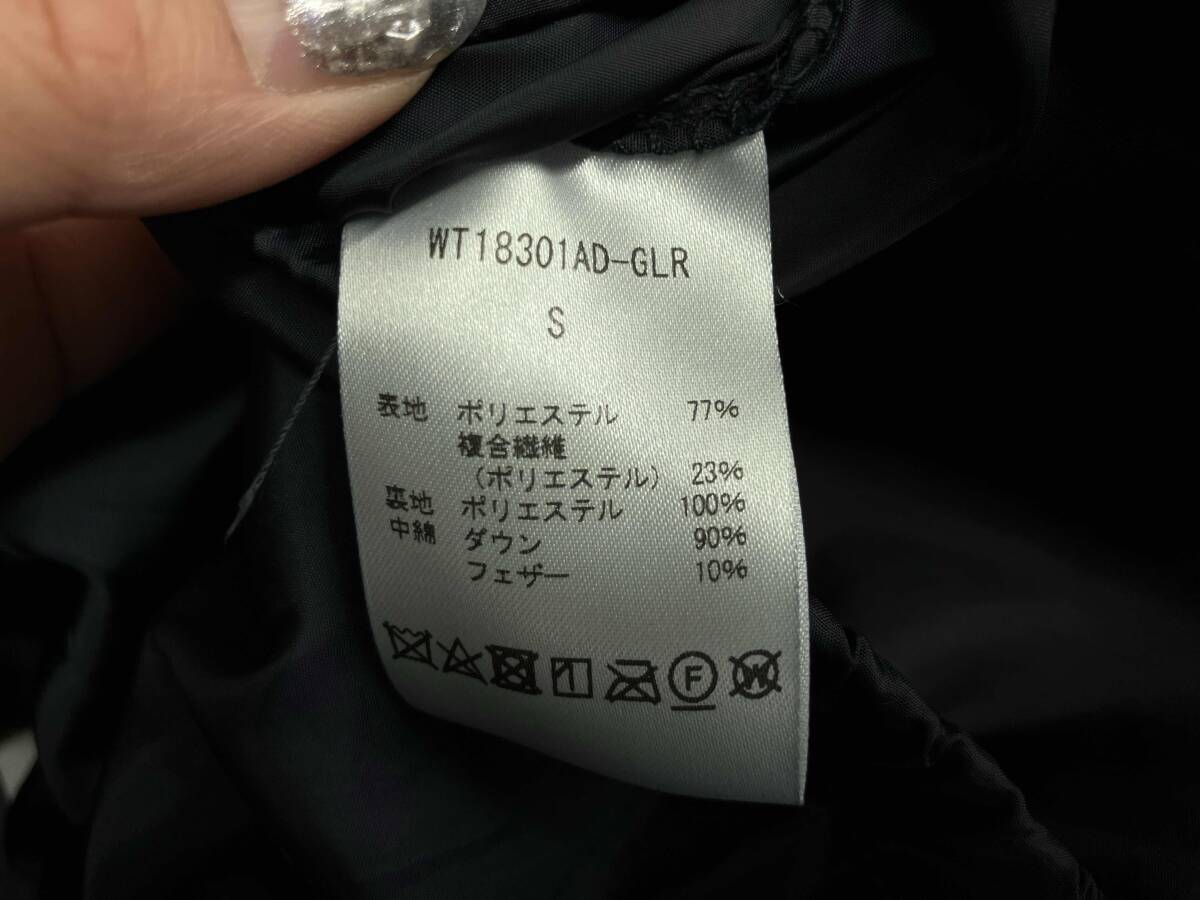 WT18301AD-GLR
S
表地 ポリエステル 77%
複合繊維
(ポリエステル) 23%
裏地 ポリエステル 100%
中綿 ダウン 90%
フェザー 10%
F W